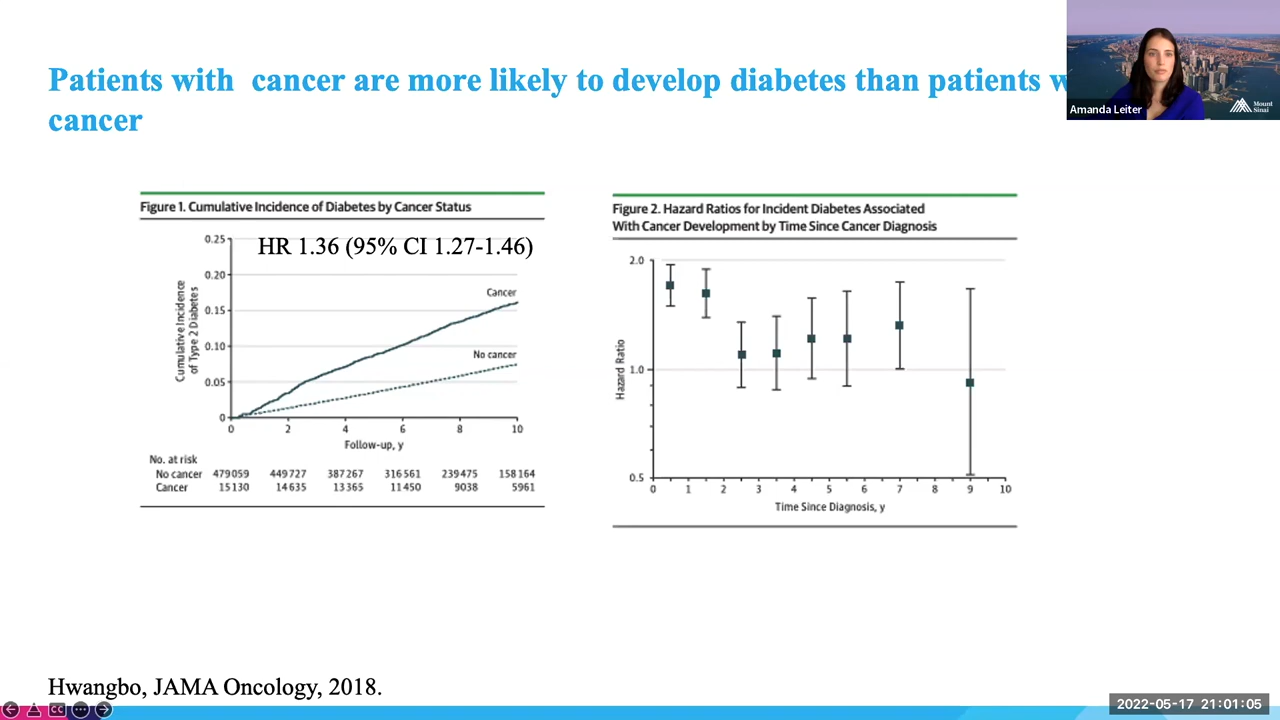 Patients with cancer are more likely to develop diabetes than patients
cancer
Amanda Leiter
Mount
Sinai
Figure 1. Cumulative Incidence of Diabetes by Cancer Status
HR 1.36 (95% CI 1.27-1.46)
0.25
0.20
0.15
0.10
0.05
0
Cumulative Incidence
of Type 2 Diabetes
Cancer
No cancer
0 2 4 6 8 10
Follow-up, y
No. at risk
No cancer 479059 449727 387267 316561 239475 158164
Cancer 15130 14635 13365 11450 9038 5961
Figure 2. Hazard Ratios for Incident Diabetes Associated
With Cancer Development by Time Since Cancer Diagnosis
2.0
1.0
0.5
Hazard Ratio
0 1 2 3 4 5 6 7 8 9 10
Time Since Diagnosis, y
Hwangbo, JAMA Oncology, 2018.
CC
2022-05-17 21:01:05